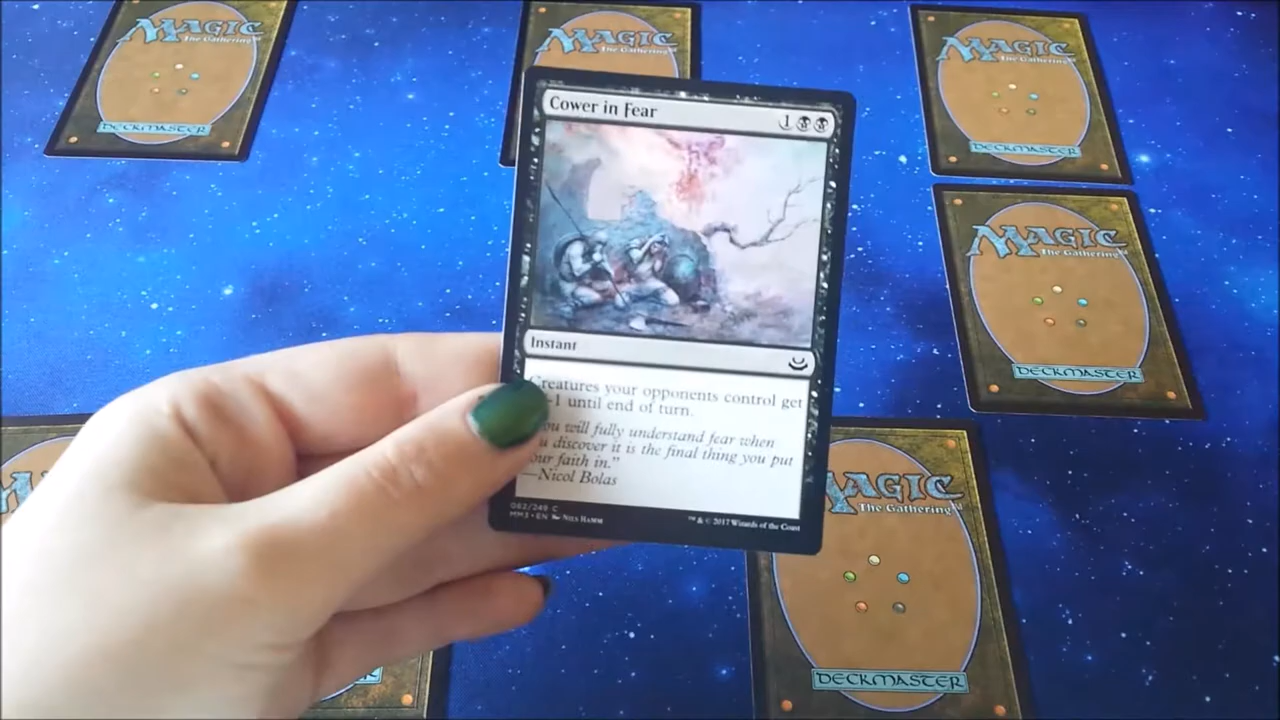 MAGIC
The Gathering
DECKMASTER
MAGIC
The Gathering
MAGIC
The Gathering
DECKMASTER
Cower in Fear
1
Instant
Creatures your opponents control get
-1 until end of turn.
you will fully understand fear when
discover it is the final thing you put
faith in."
—Nicol Bolas
062/249 C
MM3 • EN Nils Hamm
™ & © 2017 Wizards of the Coast
MAGIC
The Gathering
DECKMASTER
MAGIC
The Gathering
DECKMASTER